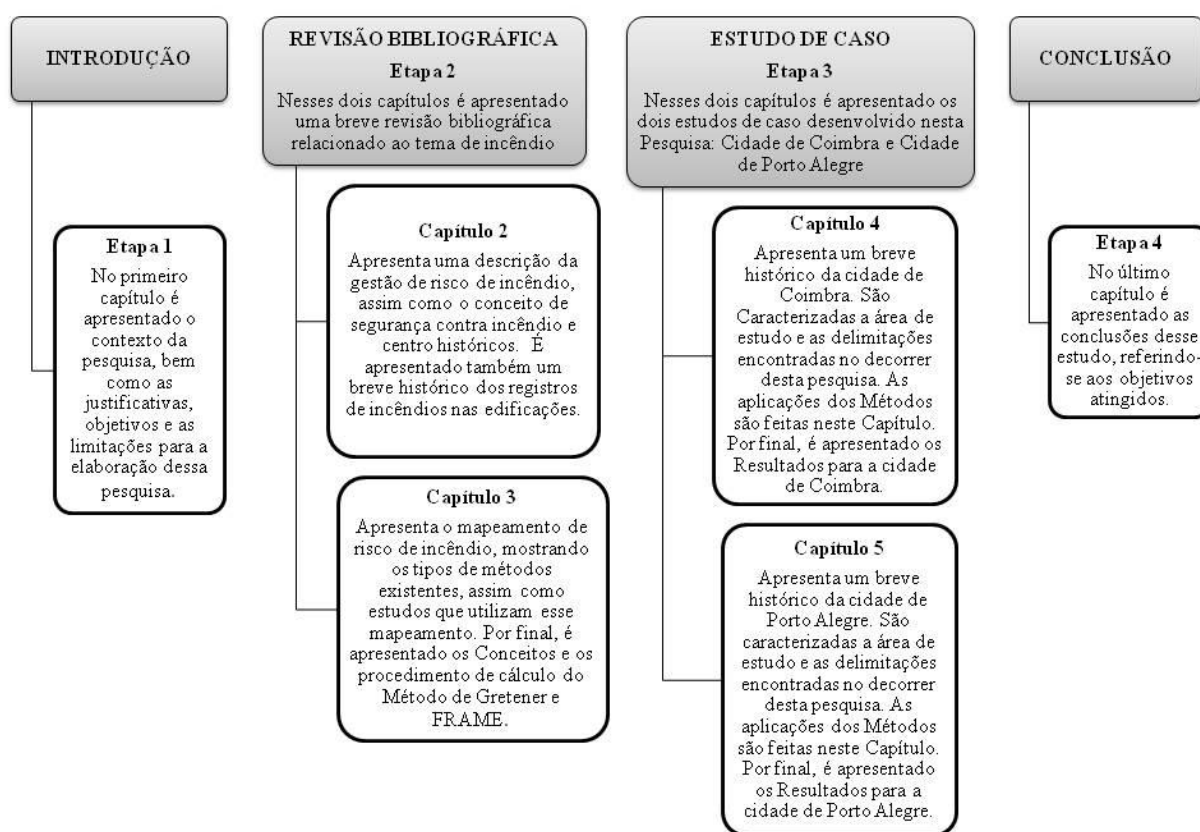 INTRODUÇÃO
Etapa 1
No primeiro
capítulo é
apresentado o
contexto da
pesquisa, bem
como as
justificativas,
objetivos e as
limitações para a
elaboração dessa
pesquisa.
REVISÃO BIBLIOGRÁFICA
Etapa 2
Nesses dois capítulos é apresentado
uma breve revisão bibliográfica
relacionado ao tema de incêndio
Capítulo 2
Apresenta uma descrição da
gestão de risco de incêndio,
assim como o conceito de
segurança contra incêndio e
centro históricos. É
apresentado também um
breve histórico dos registros
de incêndios nas edificações.
Capítulo 3
Apresenta o mapeamento de
risco de incêndio, mostrando
os tipos de métodos
existentes, assim como
estudos que utilizam esse
mapeamento. Por final, é
apresentado os Conceitos e os
procedimento de cálculo do
Método de Gretener e
FRAME.
ESTUDO DE CASO
Etapa 3
Nesses dois capítulos é apresentado os
dois estudos de caso desenvolvido nesta
Pesquisa: Cidade de Coimbra e Cidade
de Porto Alegre
Capítulo 4
Apresenta um breve
histórico da cidade de
Coimbra. São
Caracterizadas a área de
estudo e as delimitações
encontradas no decorrer
desta pesquisa. As
aplicações dos Métodos
são feitas neste Capítulo.
Por final, é apresentado os
Resultados para a cidade
de Coimbra.
Capítulo 5
Apresenta um breve
histórico da cidade de
Porto Alegre. São
caracterizadas a área de
estudo e as delimitações
encontradas no decorrer
desta pesquisa. As
aplicações dos Métodos
são feitas neste Capítulo.
Por final, é apresentado
os Resultados para a
cidade de Porto Alegre.
CONCLUSÃO
Etapa 4
No último
capítulo é
apresentado as
conclusões desse
estudo, referindo-
se aos objetivos
atingidos.